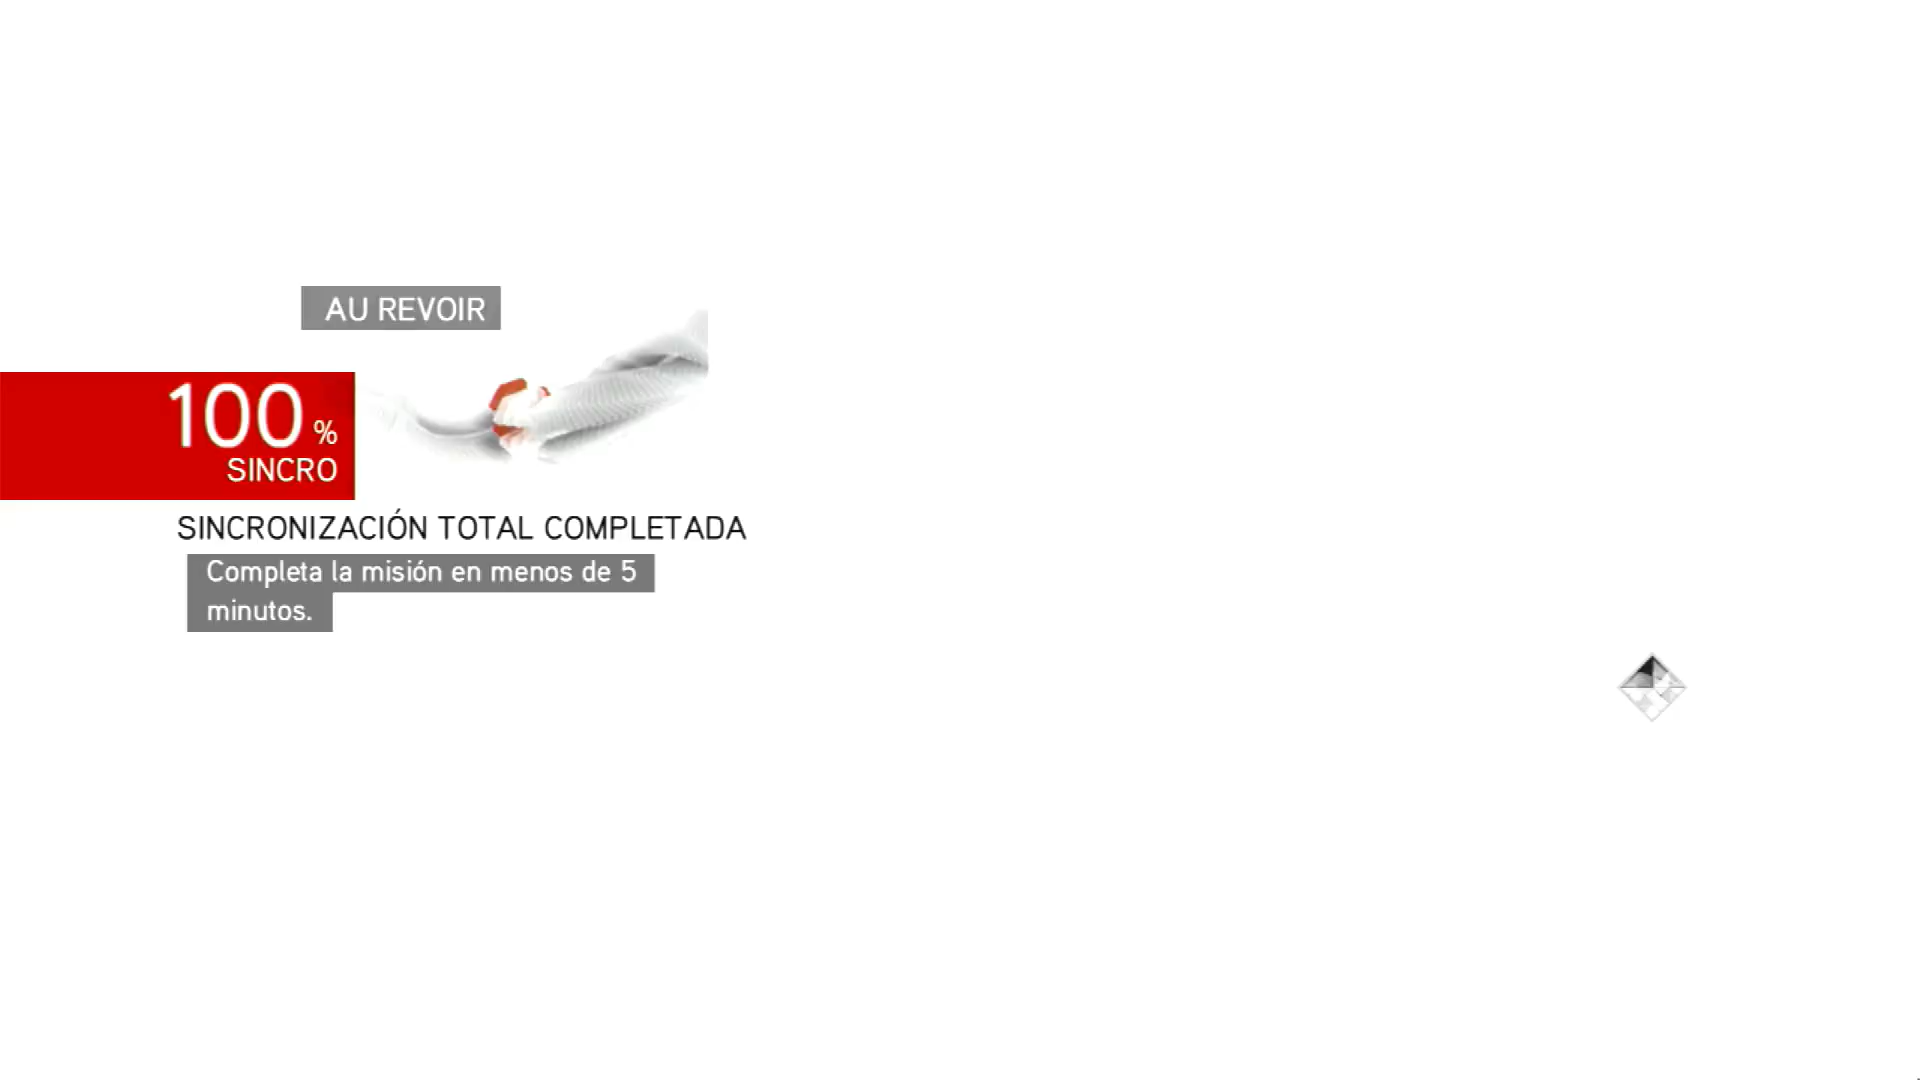 AU REVOIR
100 %
SINCRO
SINCRONIZACIÓN TOTAL COMPLETADA
Completa la misión en menos de 5
minutos.